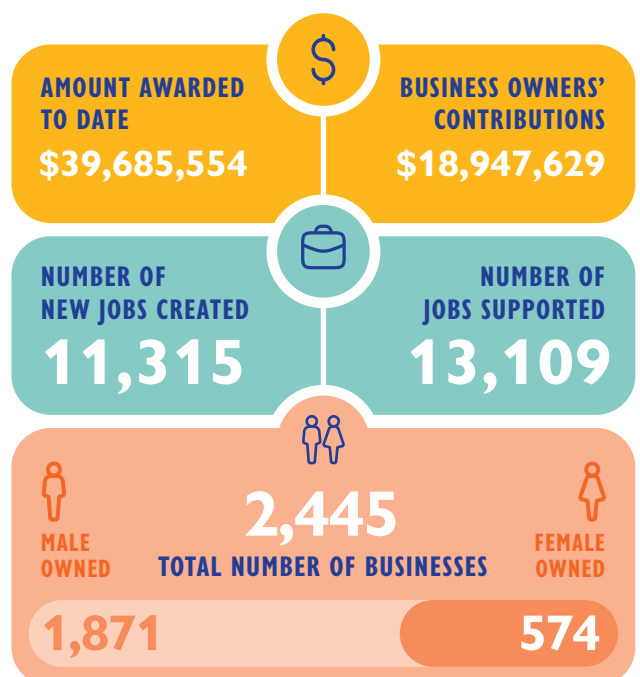 $
AMOUNT AWARDED
TO DATE
$39,685,554
BUSINESS OWNERS’
CONTRIBUTIONS
$18,947,629
NUMBER OF
NEW JOBS CREATED
11,315
NUMBER OF
JOBS SUPPORTED
13,109
2,445
TOTAL NUMBER OF BUSINESSES
MALE
OWNED
1,871
FEMALE
OWNED
574